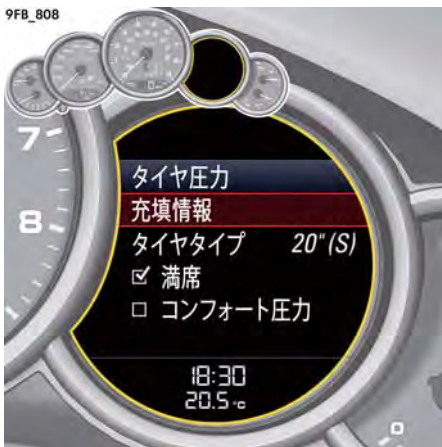 9FB_808
7
8
タイヤ圧力
充填情報
タイヤタイプ 20"(S)
☑ 満席
☐ コンフォート圧力
18:30
20.5°c
0